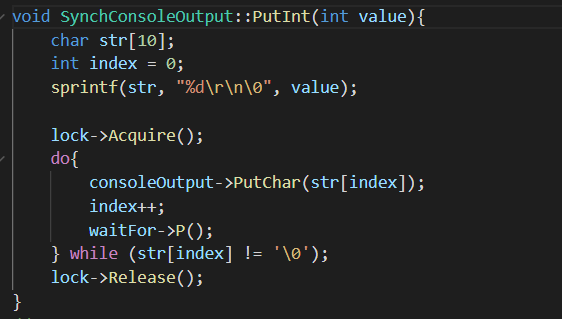 void SynchConsoleOutput::PutInt(int value){
    char str[10];
    int index = 0;
    sprintf(str, "%d\r\n\0", value);

    lock->Acquire();
    do{
        consoleOutput->PutChar(str[index]);
        index++;
        waitFor->P();
    } while (str[index] != '\0');
    lock->Release();
}